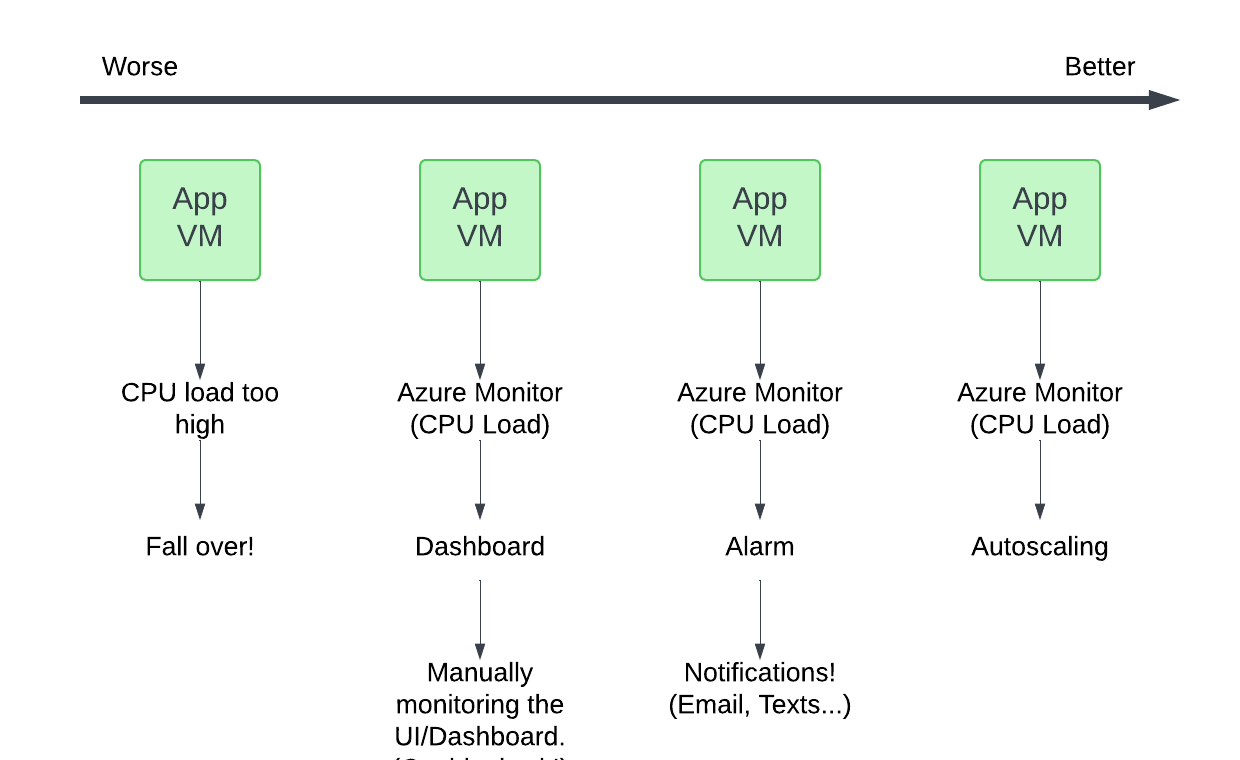 Worse
Better
App
VM
App
VM
App
VM
App
VM
CPU load too
high
Azure Monitor
(CPU Load)
Azure Monitor
(CPU Load)
Azure Monitor
(CPU Load)
Fall over!
Dashboard
Alarm
Autoscaling
Manually
monitoring the
UI/Dashboard.
Notifications!
(Email, Texts...)